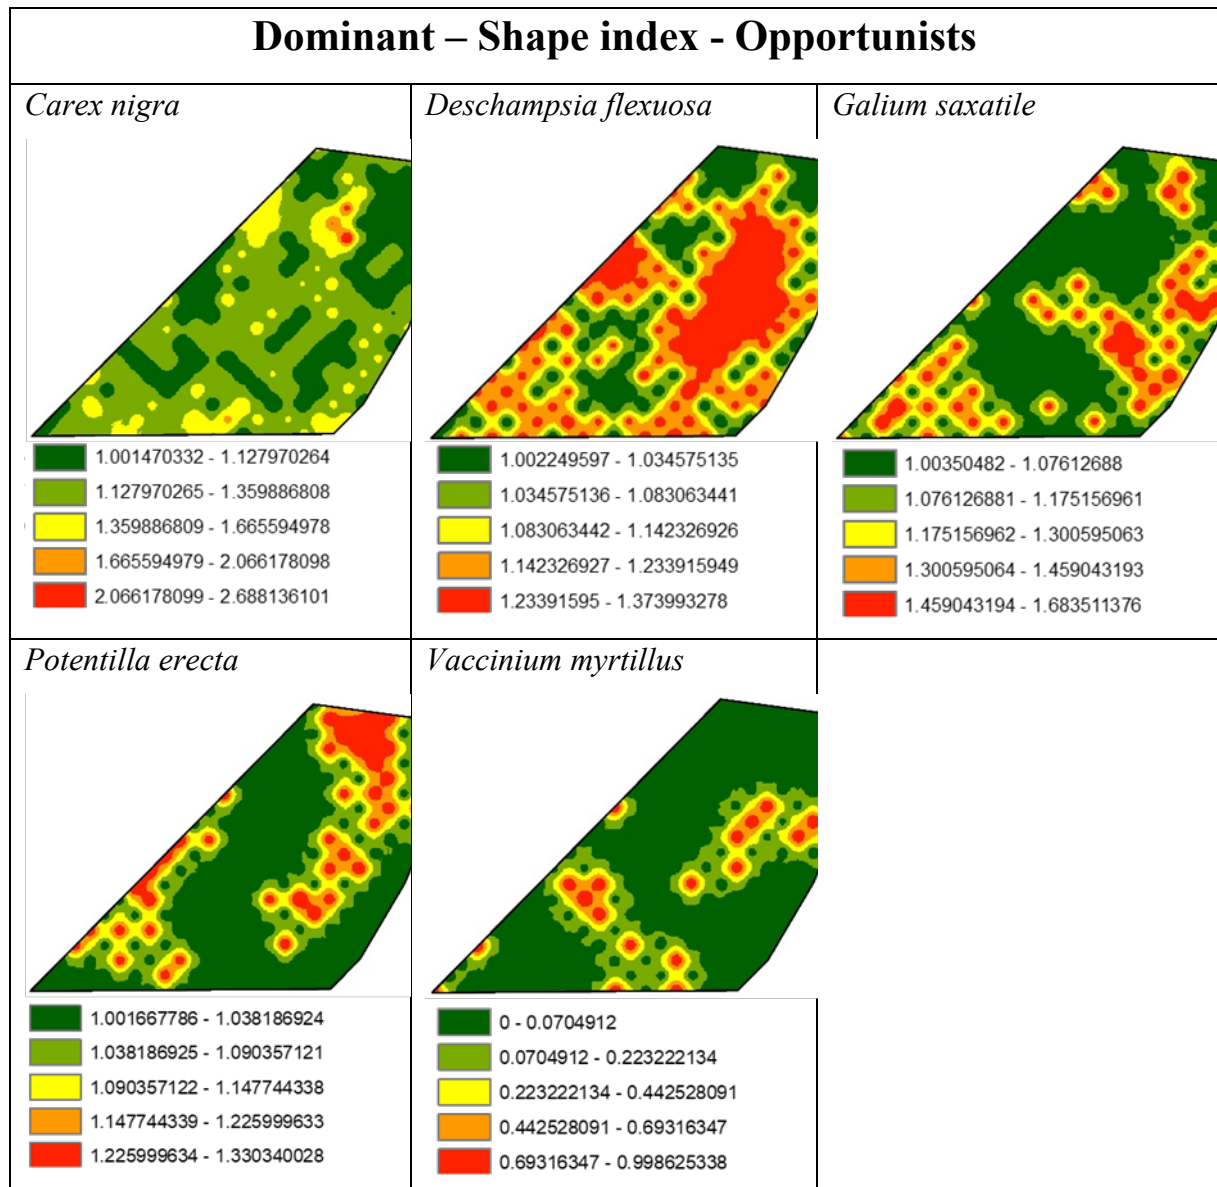 Dominant – Shape index - Opportunists
Carex nigra
1.001470332 - 1.127970264
1.127970265 - 1.359886808
1.359886809 - 1.665594978
1.665594979 - 2.066178098
2.066178099 - 2.688136101
Deschampsia flexuosa
1.002249597 - 1.034575135
1.034575136 - 1.083063441
1.083063442 - 1.142326926
1.142326927 - 1.233915949
1.23391595 - 1.373993278
Galium saxatile
1.00350482 - 1.07612688
1.076126881 - 1.175156961
1.175156962 - 1.300595063
1.300595064 - 1.459043193
1.459043194 - 1.683511376
Potentilla erecta
1.001667786 - 1.038186924
1.038186925 - 1.090357121
1.090357122 - 1.147744338
1.147744339 - 1.225999633
1.225999634 - 1.330340028
Vaccinium myrtillus
0 - 0.0704912
0.0704912 - 0.223222134
0.223222134 - 0.442528091
0.442528091 - 0.69316347
0.69316347 - 0.998625338